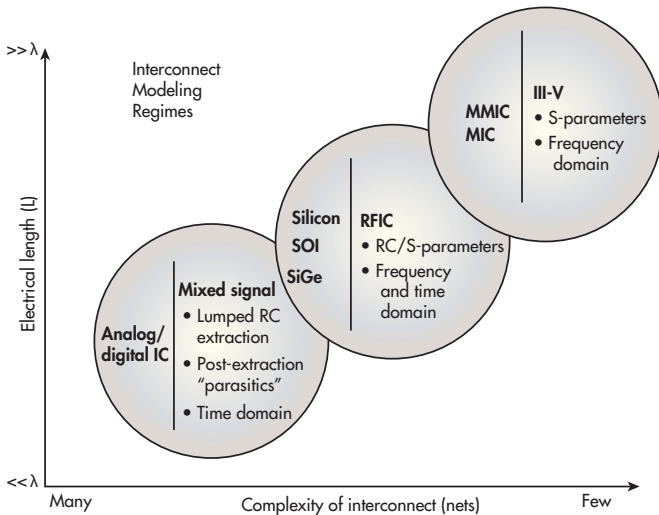 >> λ
Interconnect
Modeling
Regimes
Electrical length (L)
<< λ
MMIC
MIC
III-V
• S-parameters
• Frequency
domain
Silicon
SOI
SiGe
RFIC
• RC/S-parameters
• Frequency
and time
domain
Analog/
digital IC
Mixed signal
• Lumped RC
extraction
• Post-extraction
“parasitics”
• Time domain
Many
Complexity of interconnect (nets)
Few